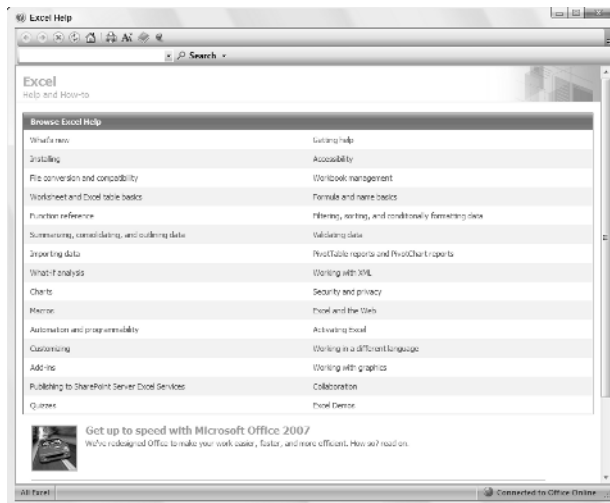 Excel Help
Search
Excel
Help and How-to
Browse Excel Help
What's new
Getting help
Installing
Accessibility
File conversion and compatibility
Workbook management
Worksheet and Excel table basics
Formula and name basics
Function reference
Filtering, sorting, and conditionally formatting data
Summarizing, consolidating, and outlining data
Validating data
Importing data
PivotTable reports and PivotChart reports
What-if analysis
Working with XML
Charts
Security and privacy
Macros
Excel and the Web
Automation and programmability
Activating Excel
Customizing
Working in a different language
Add-ins
Working with graphics
Publishing to SharePoint Server Excel Services
Collaboration
Quizzes
Excel Demos
Get up to speed with Microsoft Office 2007
We've redesigned Office to make your work easier, faster, and more efficient. How so? read on.
All Excel
Connected to Office Online